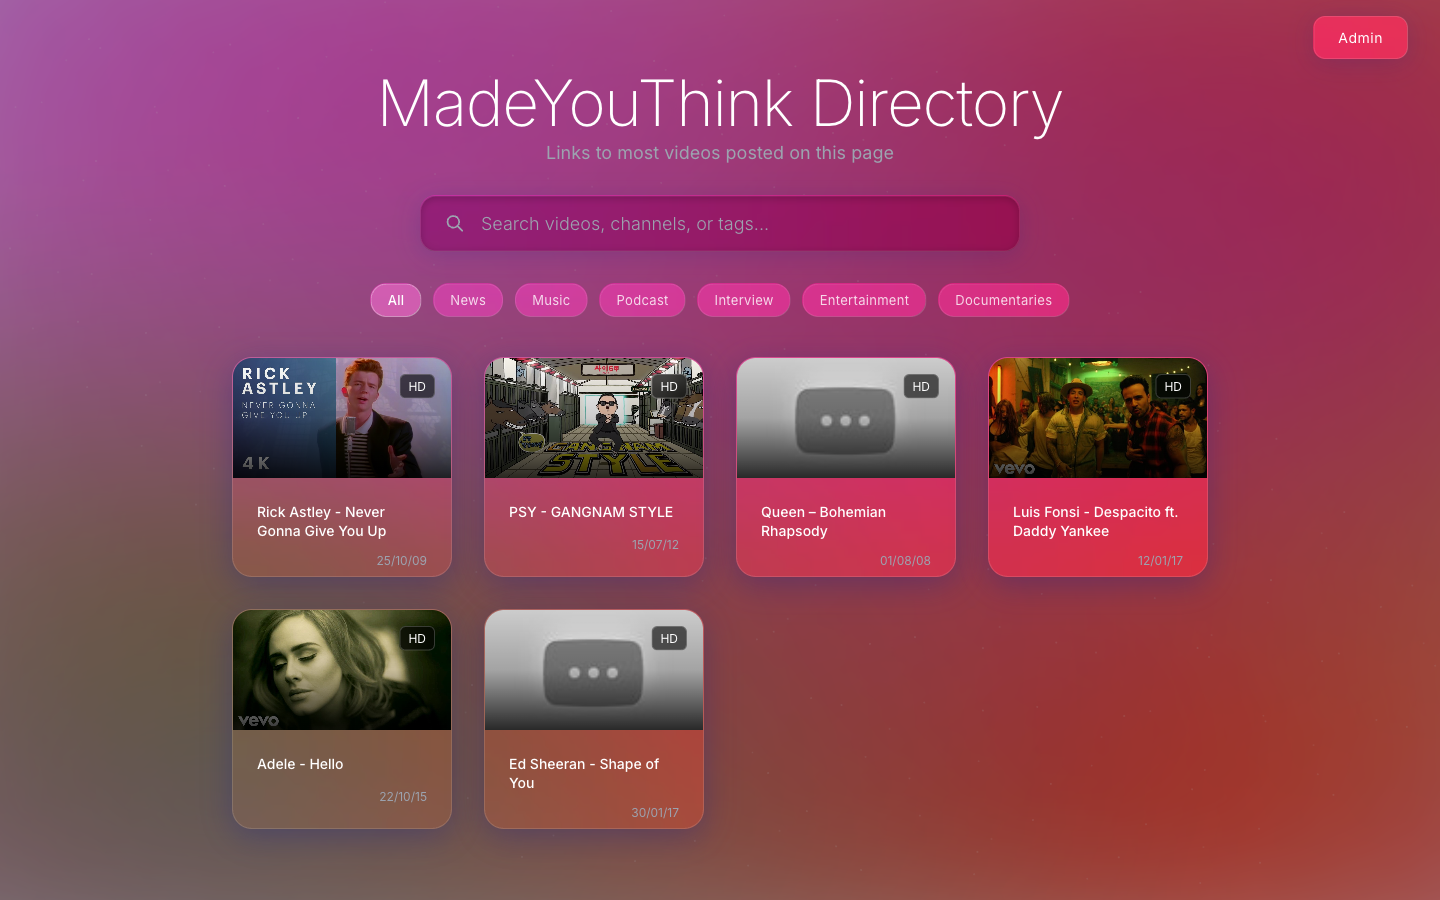 Admin
MadeYouThink Directory
Links to most videos posted on this page
Search videos, channels, or tags...
All
News
Music
Podcast
Interview
Entertainment
Documentaries
RICK
ASTLEY
NEVER GONNA
GIVE YOU UP
4K
HD
Rick Astley - Never
Gonna Give You Up
25/10/09
HD
STYLE
PSY - GANGNAM STYLE
15/07/12
HD
Queen – Bohemian
Rhapsody
01/08/08
HD
vevo
Luis Fonsi - Despacito ft.
Daddy Yankee
12/01/17
HD
vevo
Adele - Hello
22/10/15
HD
Ed Sheeran - Shape of
You
30/01/17